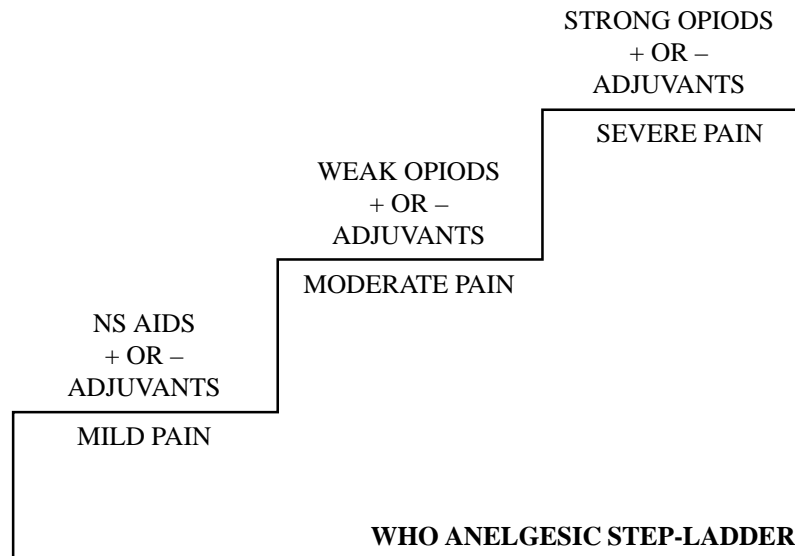 STRONG OPIODS
+ OR –
ADJUVANTS
SEVERE PAIN
WEAK OPIODS
+ OR –
ADJUVANTS
MODERATE PAIN
NS AIDS
+ OR –
ADJUVANTS
MILD PAIN
WHO ANELGESIC STEP-LADDER